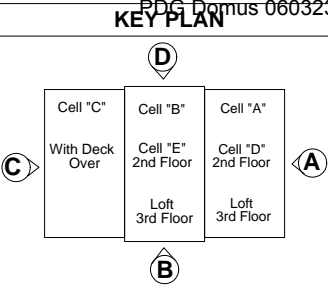 PDG Domus 060323
KEY PLAN
D
Cell "C"
Cell "B"
Cell "A"
With Deck
Over
Cell "E"
2nd Floor
Cell "D"
2nd Floor
C
A
Loft
3rd Floor
Loft
3rd Floor
B